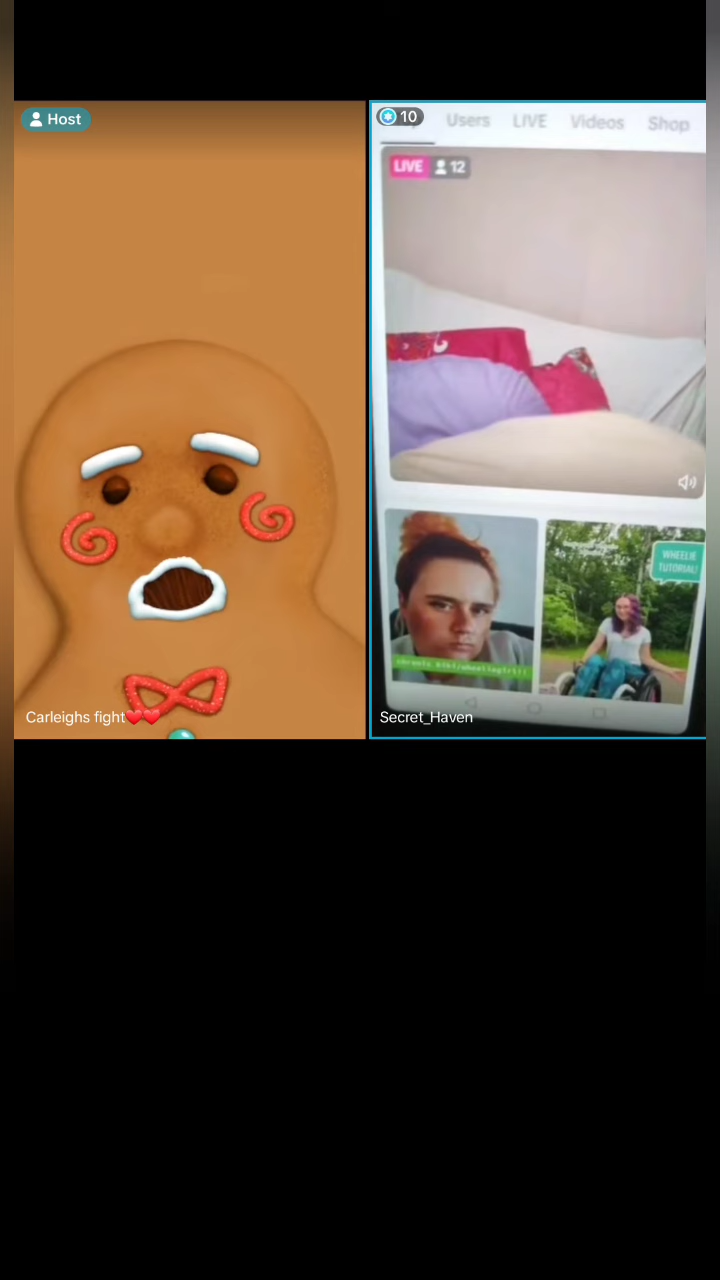 Host
10
Users
LIVE
Videos
Shop
LIVE
12
WHEELIE
TUTORIAL!
Carleighs fight❤️❤️
Secret_Haven